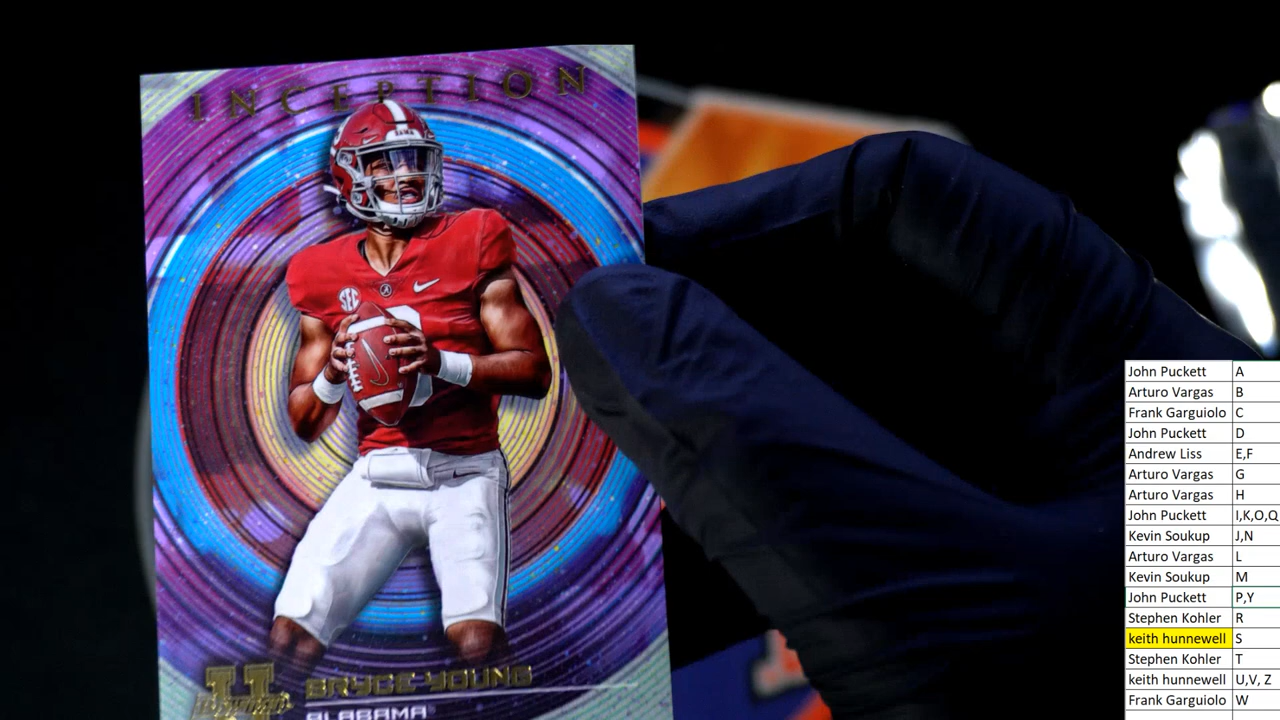 INCEPTION
BAMA
SEC
A
U
BRYCE YOUNG
ALABAMA
John Puckett A
Arturo Vargas B
Frank Garguiolo C
John Puckett D
Andrew Liss E,F
Arturo Vargas G
Arturo Vargas H
John Puckett I,K,O,Q
Kevin Soukup J,N
Arturo Vargas L
Kevin Soukup M
John Puckett P,Y
Stephen Kohler R
keith hunnewell S
Stephen Kohler T
keith hunnewell U,V, Z
Frank Garguiolo W